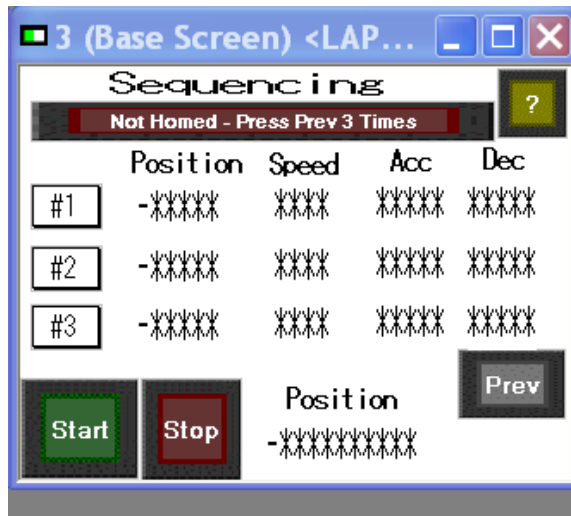 3 (Base Screen) <LAP...
Sequencing
?
Not Homed - Press Prev 3 Times
Position Speed Acc Dec
#1 -XXXXX XXXX XXXXX XXXXX
#2 -XXXXX XXXX XXXXX XXXXX
#3 -XXXXX XXXX XXXXX XXXXX
Prev
Start Stop Position
-XXXXXXXXXX